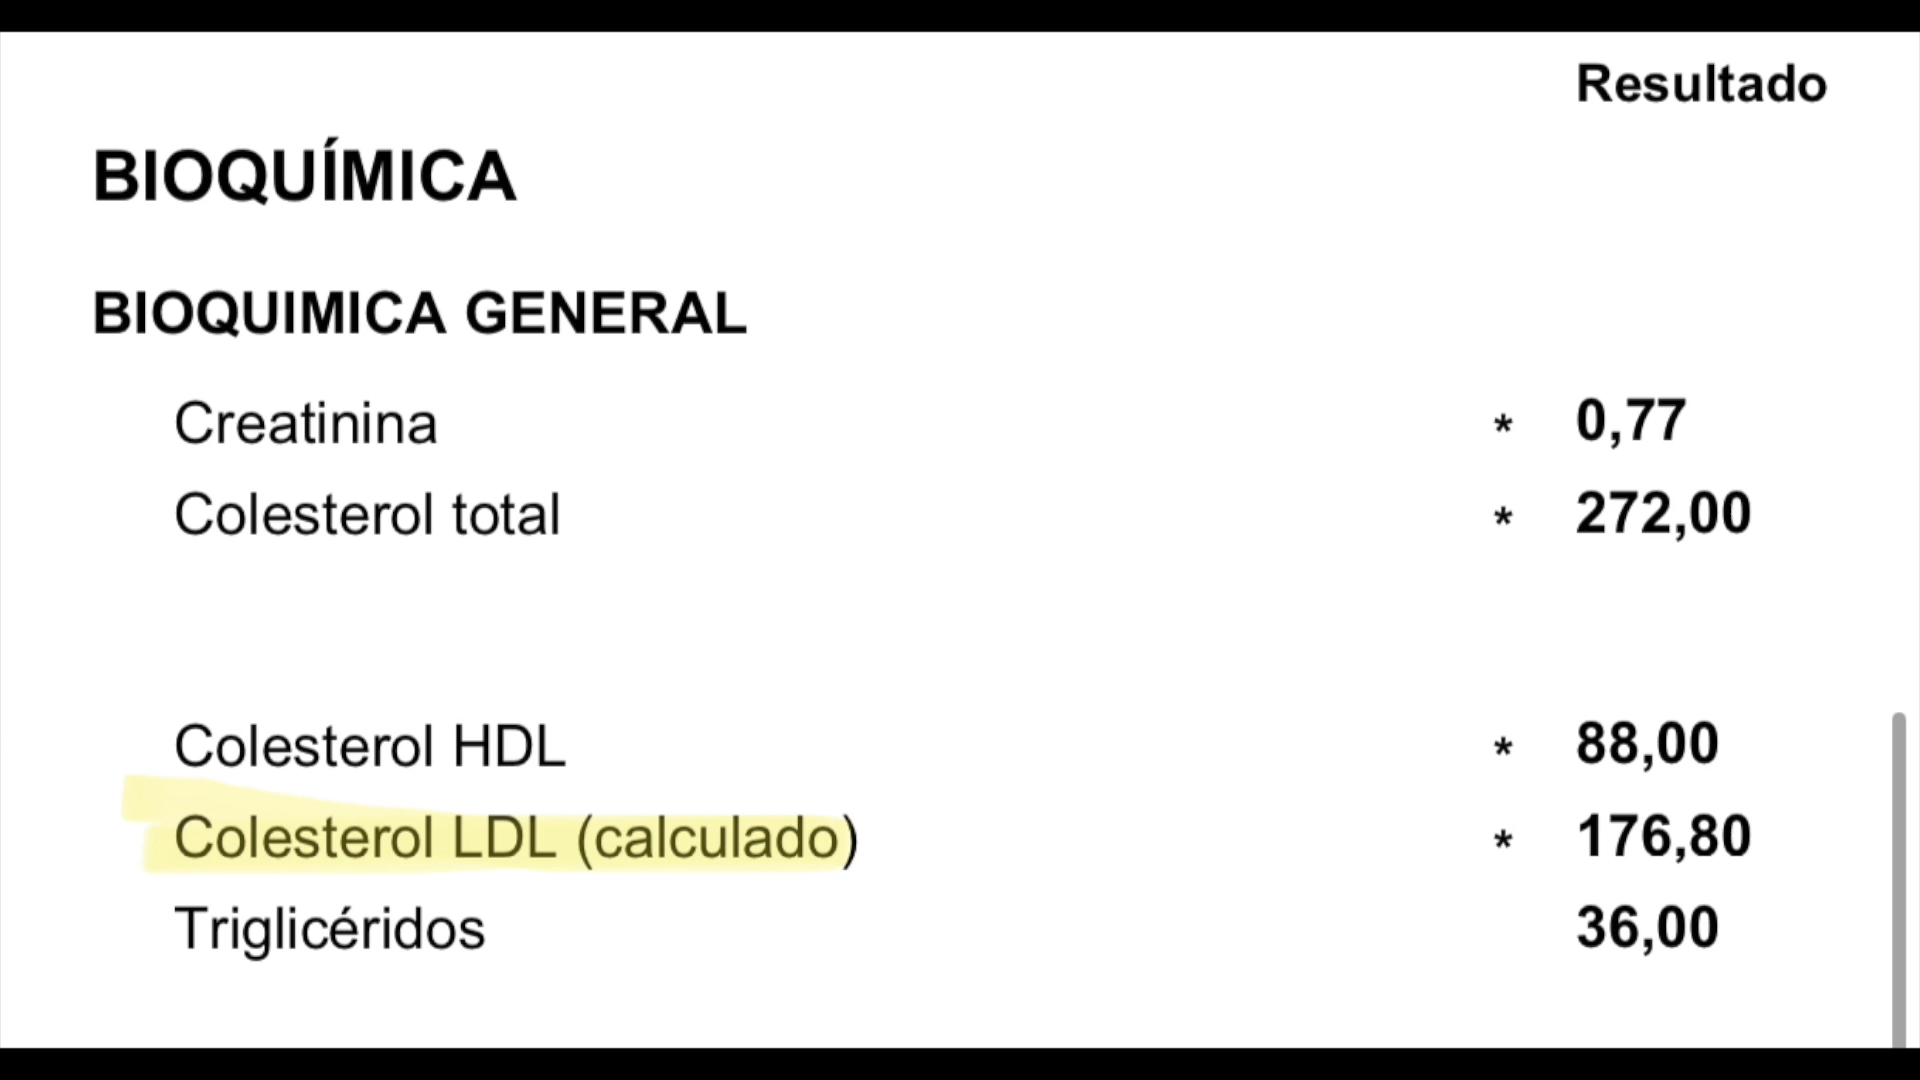 Resultado
BIOQUÍMICA
BIOQUIMICA GENERAL
Creatinina * 0,77
Colesterol total * 272,00
Colesterol HDL * 88,00
Colesterol LDL (calculado) * 176,80
Triglicéridos 36,00